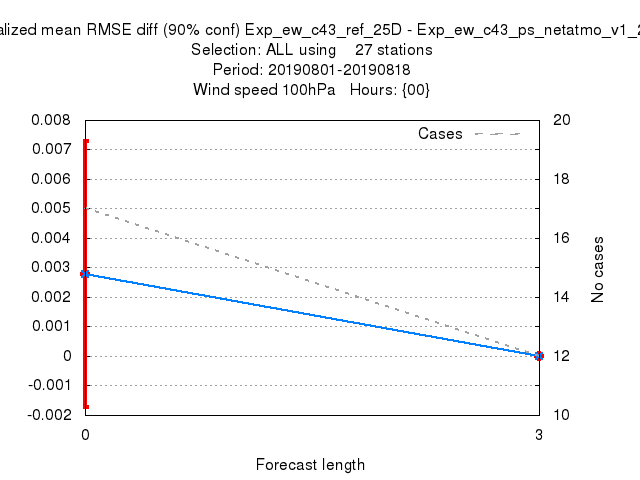 alized mean RMSE diff (90% conf) Exp_ew_c43_ref_25D - Exp_ew_c43_ps_netatmo_v1_2
Selection: ALL using 27 stations
Period: 20190801-20190818
Wind speed 100hPa Hours: {00}
Cases
0.008
0.007
0.006
0.005
0.004
0.003
0.002
0.001
0
-0.001
-0.002
20
18
16
14
12
10
No cases
0
3
Forecast length